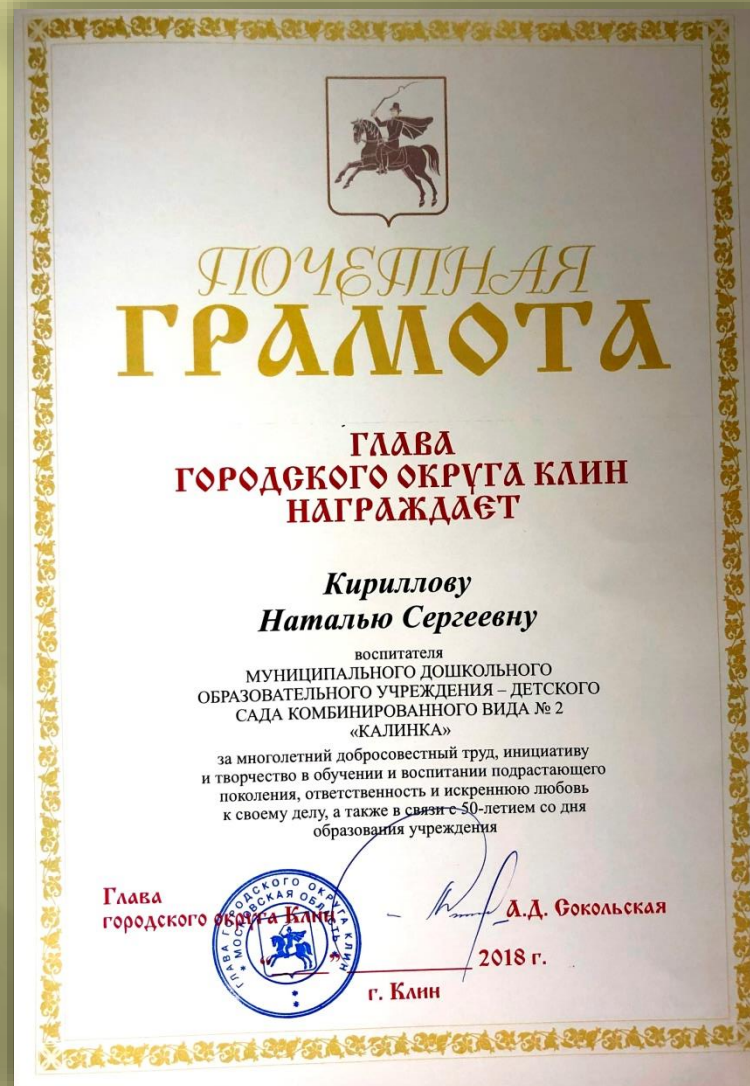 ПОЧЕТНАЯ
ГРАМОТА
ГЛАВА
ГОРОДСКОГО ОКРУГА КЛИН
НАГРАЖДАЕТ
Кириллову
Наталью Сергеевну
воспитателя
МУНИЦИПАЛЬНОГО ДОШКОЛЬНОГО
ОБРАЗОВАТЕЛЬНОГО УЧРЕЖДЕНИЯ – ДЕТСКОГО
САДА КОМБИНИРОВАННОГО ВИДА № 2
«КАЛИНКА»
за многолетний добросовестный труд, инициативу
и творчество в обучении и воспитании подрастающего
поколения, ответственность и искреннюю любовь
к своему делу, а также в связи с 50-летием со дня
образования учреждения
Глава
городского округа Клин А.Д. Сокольская
ГЛАВА ГОРОДСКОГО ОКРУГА КЛИН
МОСКОВСКАЯ ОБЛАСТЬ
«____» ____________ 2018 г.
г. Клин